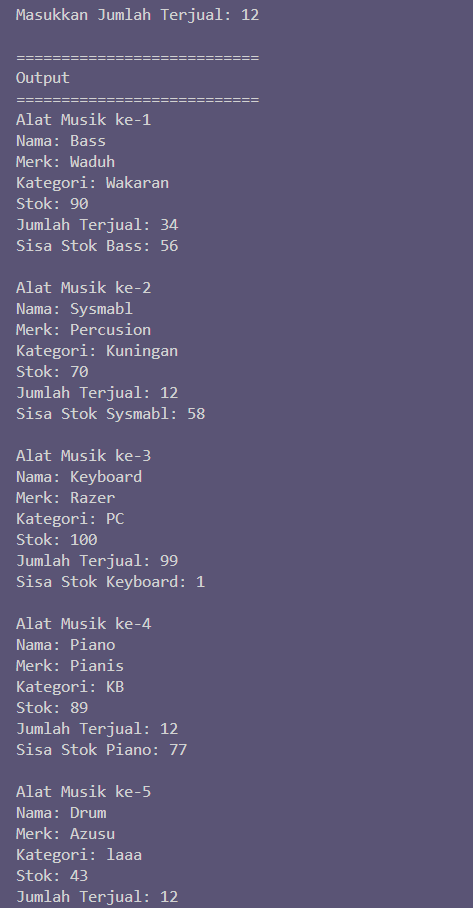 Masukkan Jumlah Terjual: 12
===========================
Output
===========================
Alat Musik ke-1
Nama: Bass
Merk: Waduh
Kategori: Wakaran
Stok: 90
Jumlah Terjual: 34
Sisa Stok Bass: 56
Alat Musik ke-2
Nama: Sysmabl
Merk: Percusion
Kategori: Kuningan
Stok: 70
Jumlah Terjual: 12
Sisa Stok Sysmabl: 58
Alat Musik ke-3
Nama: Keyboard
Merk: Razer
Kategori: PC
Stok: 100
Jumlah Terjual: 99
Sisa Stok Keyboard: 1
Alat Musik ke-4
Nama: Piano
Merk: Pianis
Kategori: KB
Stok: 89
Jumlah Terjual: 12
Sisa Stok Piano: 77
Alat Musik ke-5
Nama: Drum
Merk: Azusu
Kategori: laaa
Stok: 43
Jumlah Terjual: 12